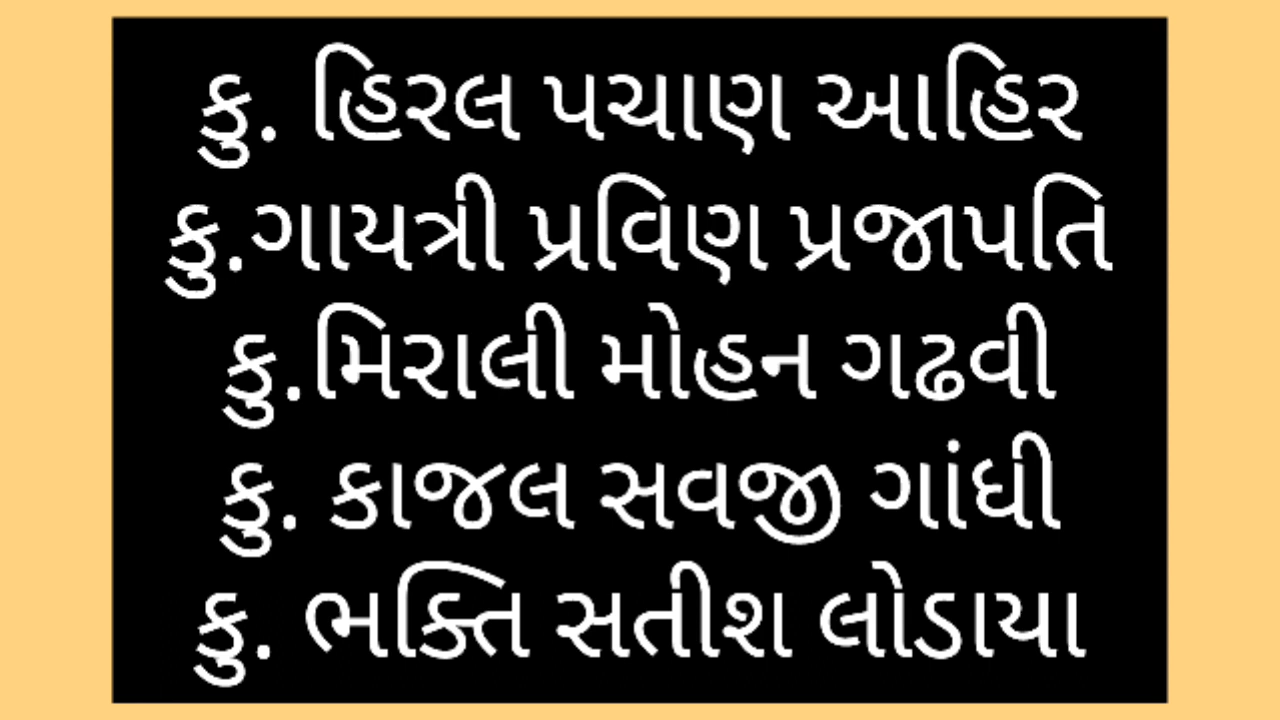 કુ. હિરલ પચાણ આહિર
કુ.ગાયત્રી પ્રવિણ પ્રજાપતિ
કુ.મિરાલી મોહન ગઢવી
કુ. કાજલ સવજી ગાંધી
કુ. ભક્તિ સતીશ લોડાયા